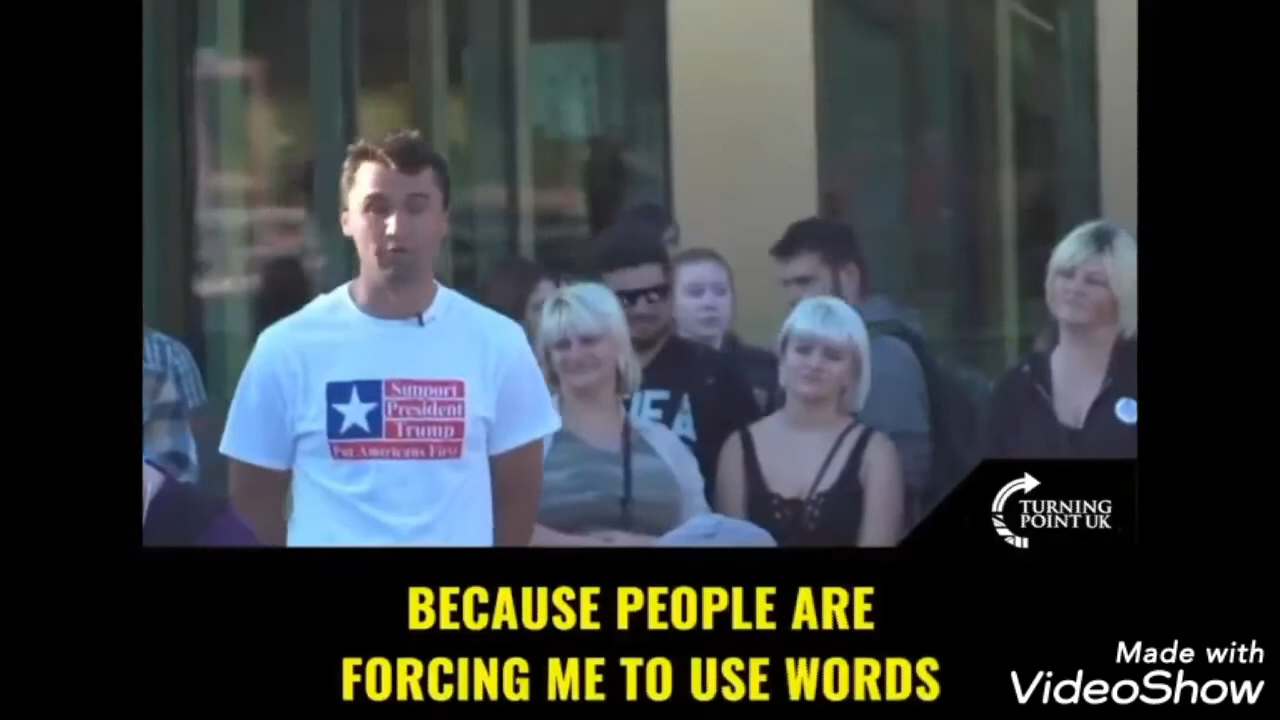 Support
President
Trump
Put Americans First
TURNING
POINT UK
BECAUSE PEOPLE ARE
FORCING ME TO USE WORDS
Made with
VideoShow